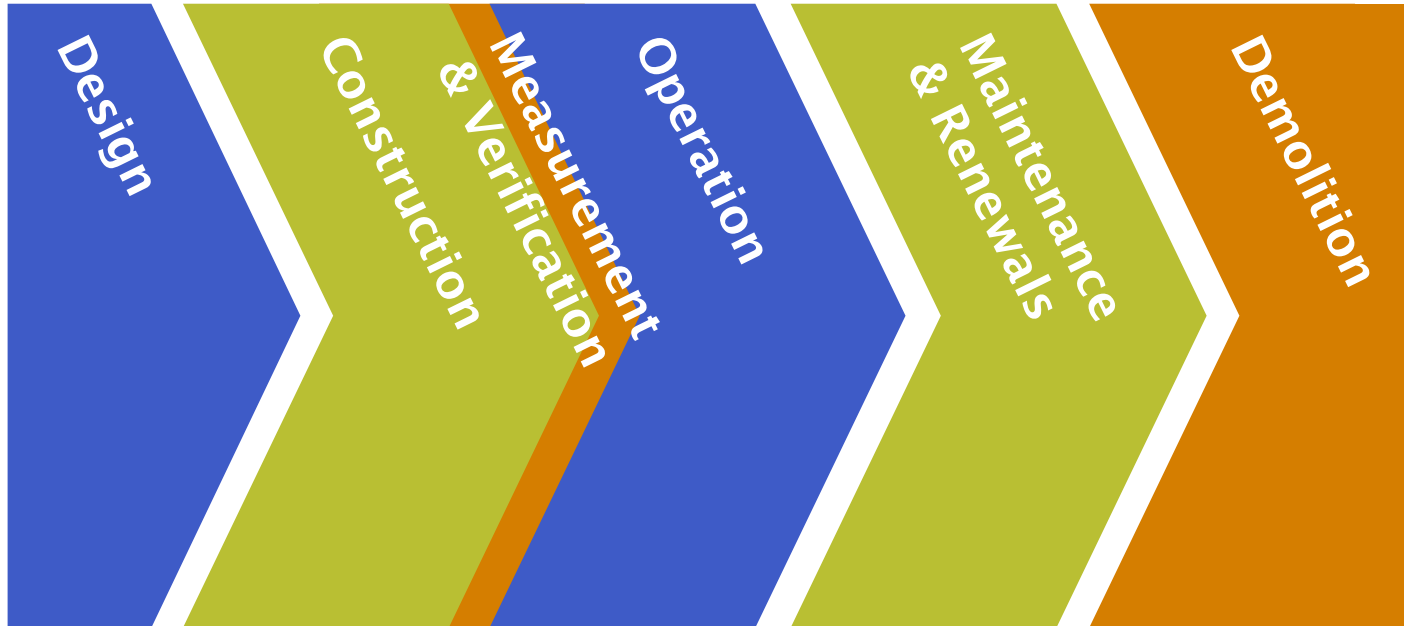 Design
Construction
Measurement
& Verification
Operation
Maintenance
& Renewals
Demolition